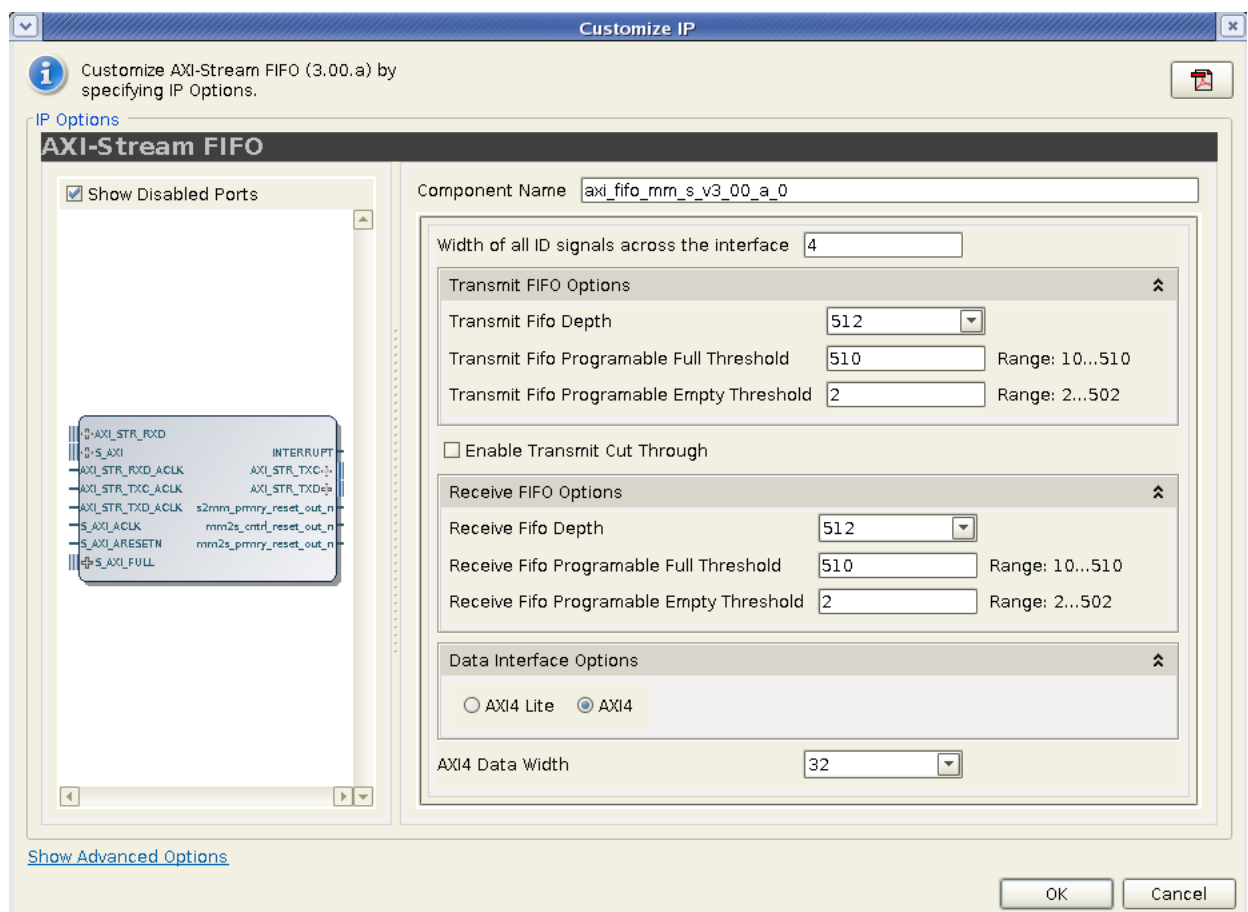 Customize IP
Customize AXI-Stream FIFO (3.00.a) by
specifying IP Options.
IP Options
AXI-Stream FIFO
Show Disabled Ports
AXI_STR_RXD
S_AXI
INTERRUPT
AXI_STR_RXD_ACLK
AXI_STR_TXC
AXI_STR_TXC_ACLK
AXI_STR_TXD
AXI_STR_TXD_ACLK
s2mm_prmry_reset_out_n
S_AXI_ACLK
mm2s_cntrl_reset_out_n
S_AXI_ARESETN
mm2s_prmry_reset_out_n
S_AXI_FULL
Component Name axi_fifo_mm_s_v3_00_a_0
Width of all ID signals across the interface 4
Transmit FIFO Options
Transmit Fifo Depth 512
Transmit Fifo Programable Full Threshold 510 Range: 10...510
Transmit Fifo Programable Empty Threshold 2 Range: 2...502
Enable Transmit Cut Through
Receive FIFO Options
Receive Fifo Depth 512
Receive Fifo Programable Full Threshold 510 Range: 10...510
Receive Fifo Programable Empty Threshold 2 Range: 2...502
Data Interface Options
AXI4 Lite AXI4
AXI4 Data Width 32
Show Advanced Options
OK Cancel